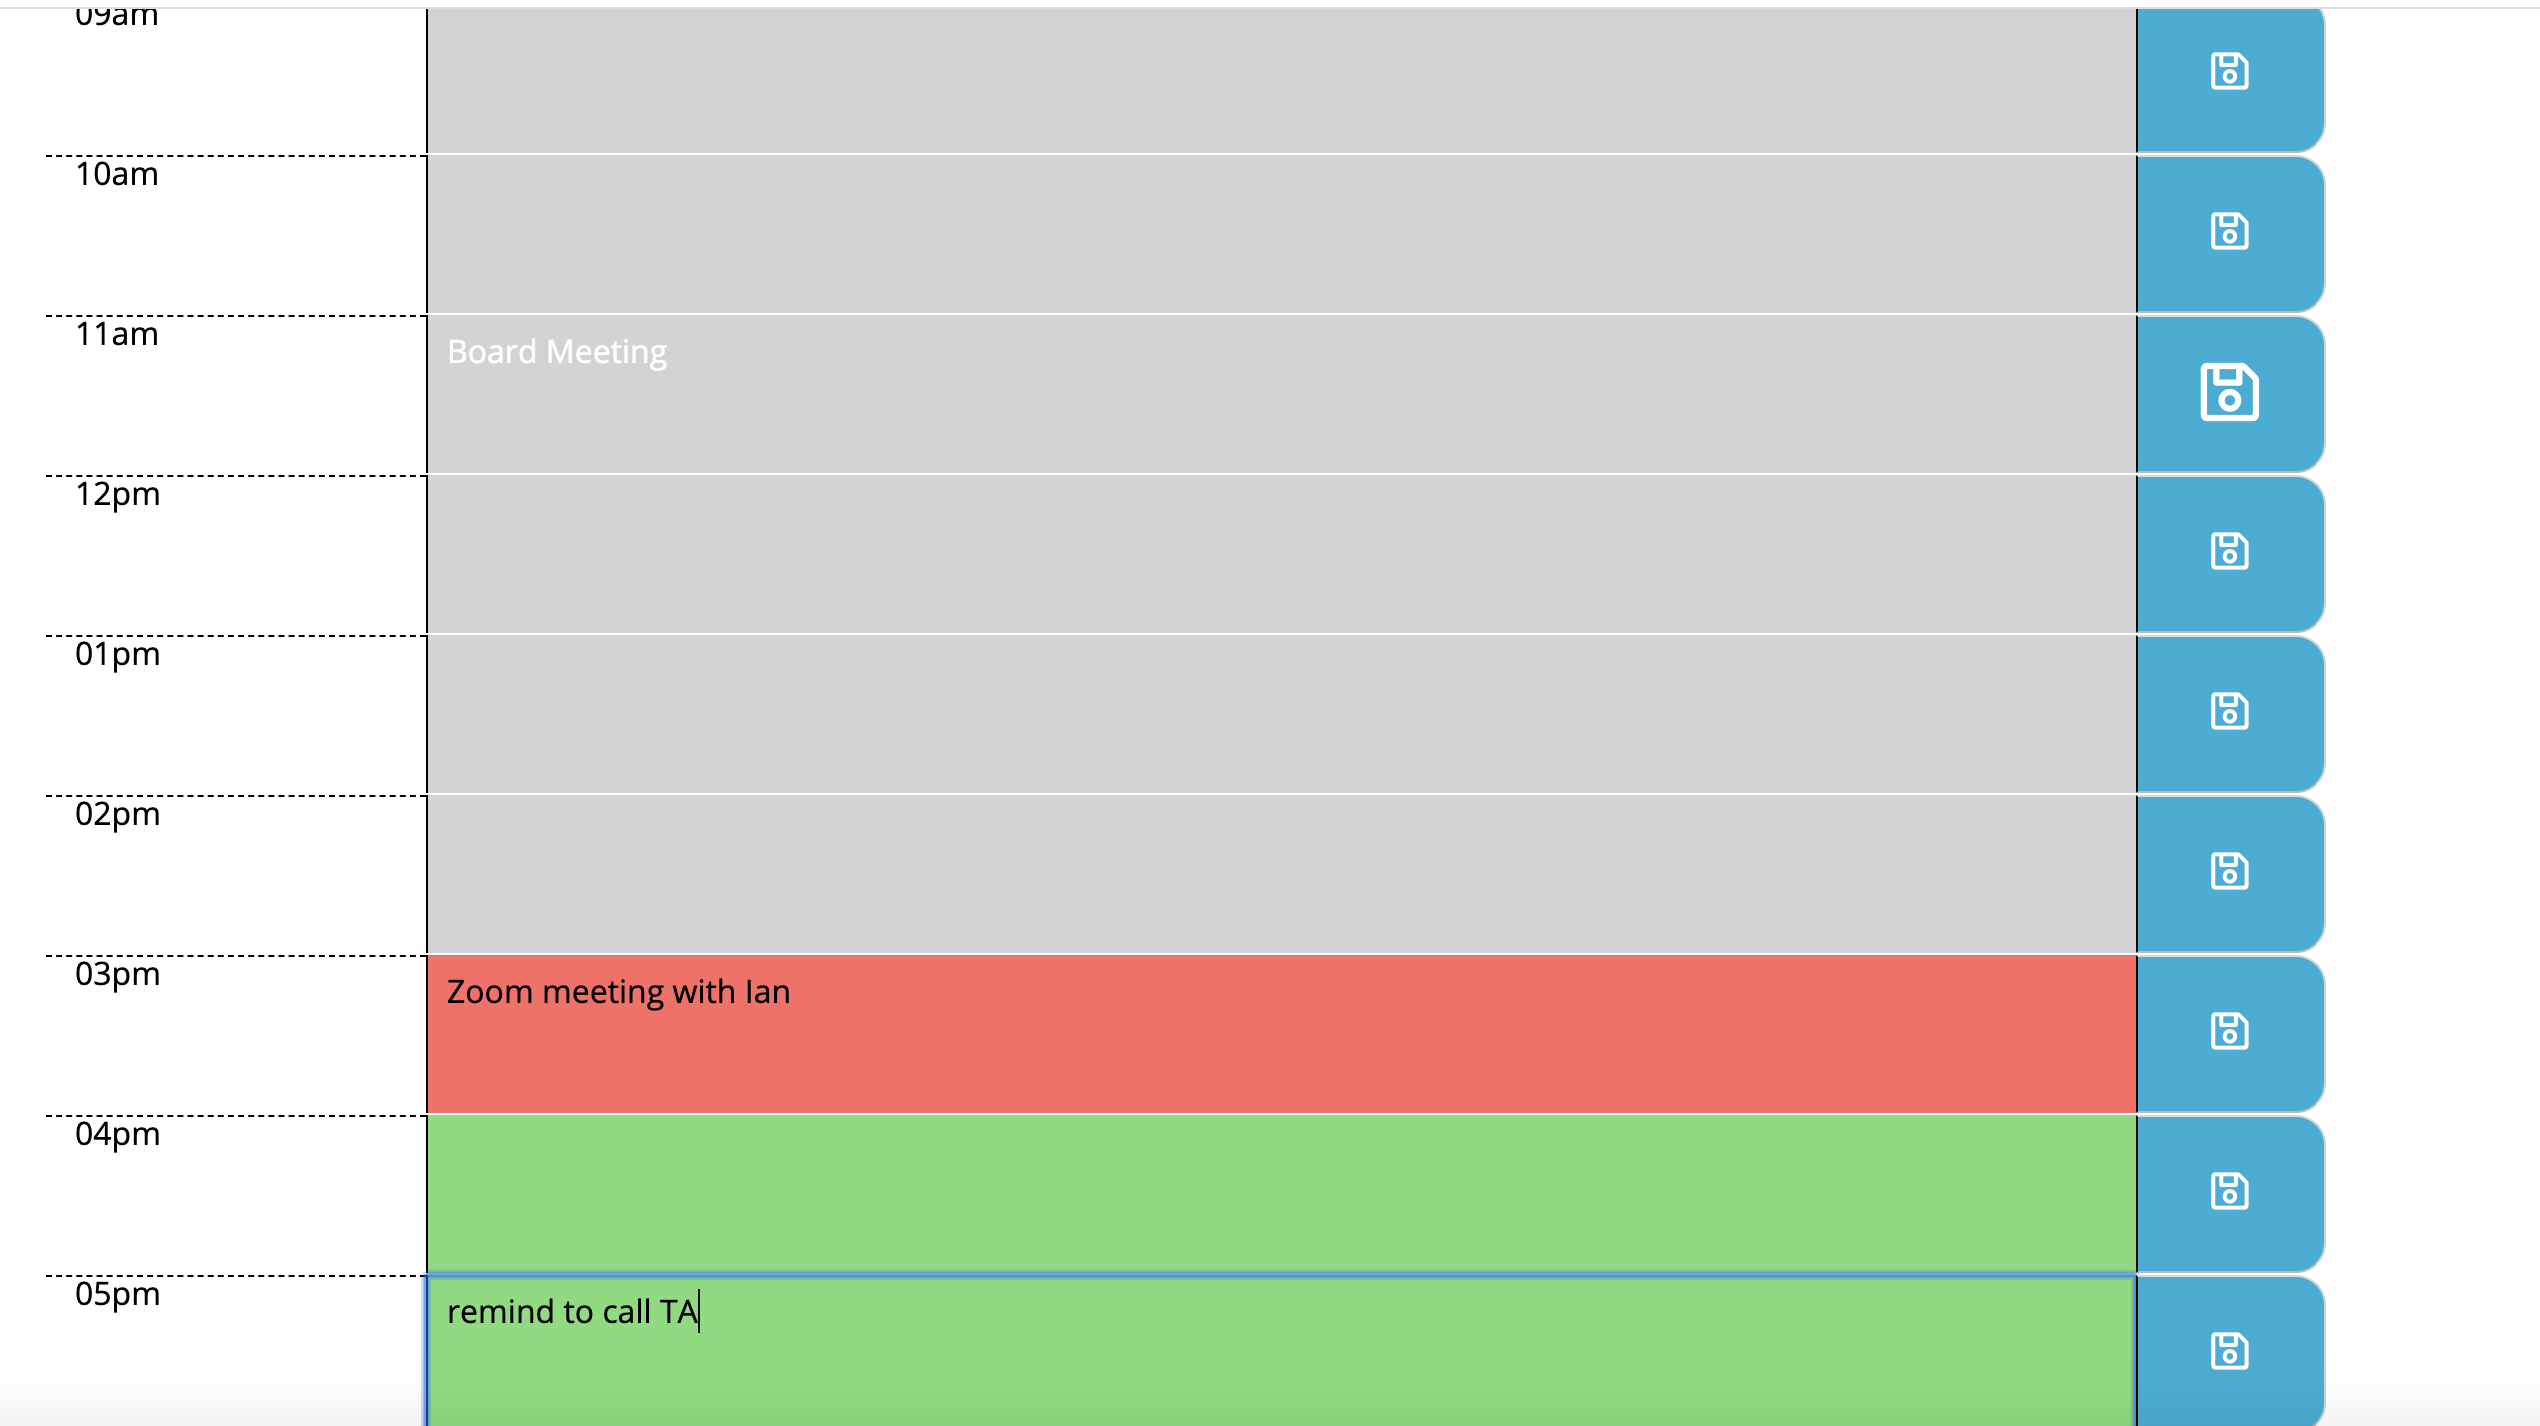 09am
10am
11am
Board Meeting
12pm
01pm
02pm
03pm
Zoom meeting with Ian
04pm
05pm
remind to call TA